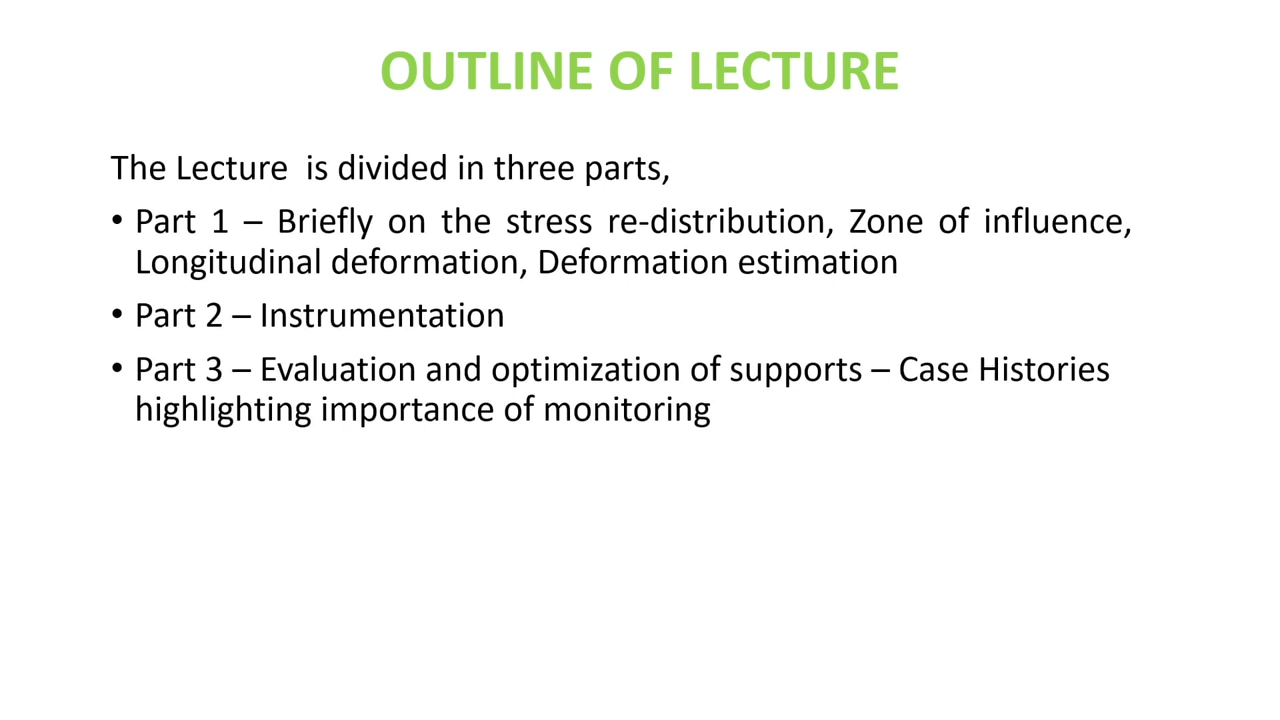 OUTLINE OF LECTURE
The Lecture  is divided in three parts,
• Part 1 – Briefly on the stress re-distribution, Zone of influence,
Longitudinal deformation, Deformation estimation
• Part 2 – Instrumentation
• Part 3 – Evaluation and optimization of supports – Case Histories
highlighting importance of monitoring